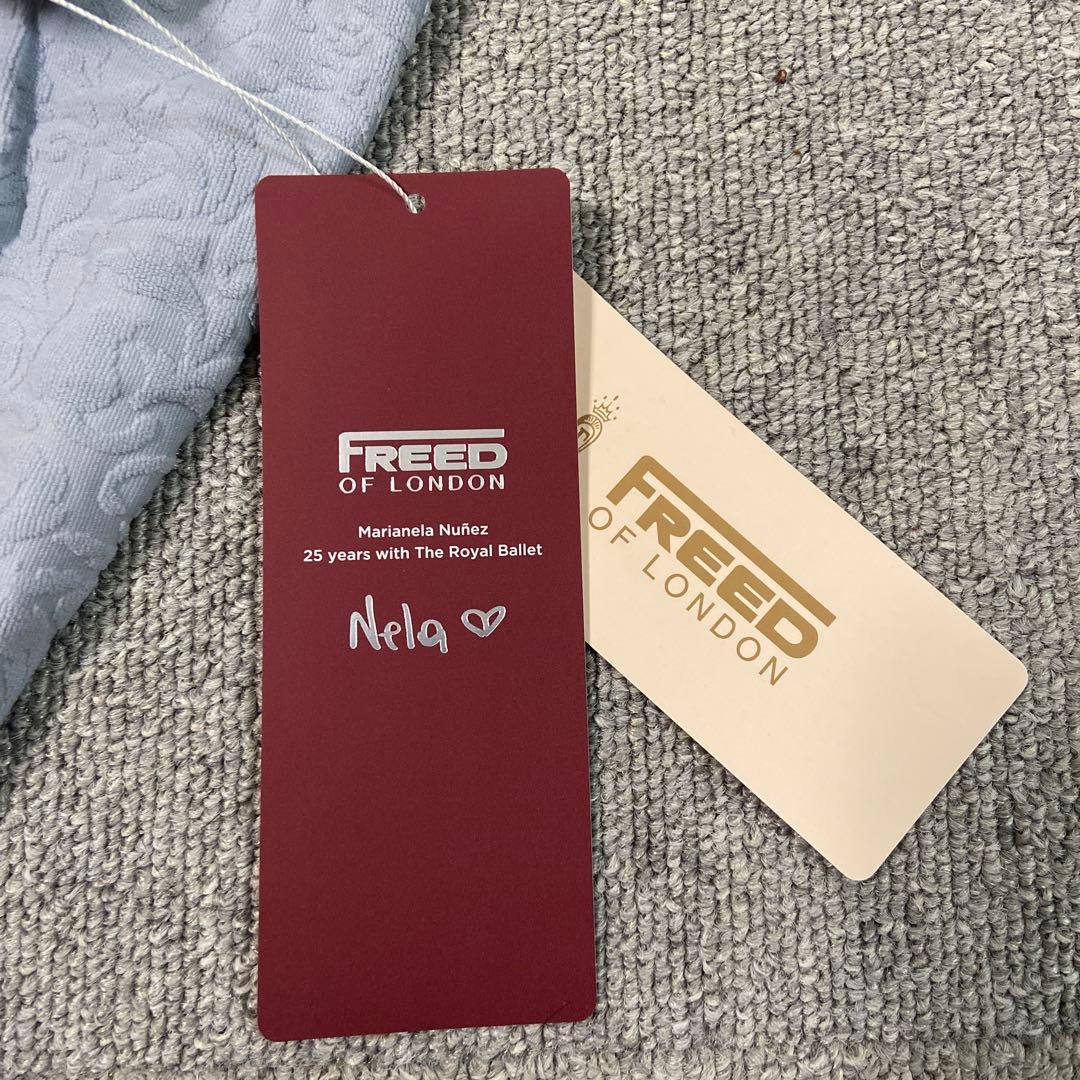 FREED
OF LONDON
Marianela Nuñez
25 years with The Royal Ballet
Nela
FREED
OF LONDON